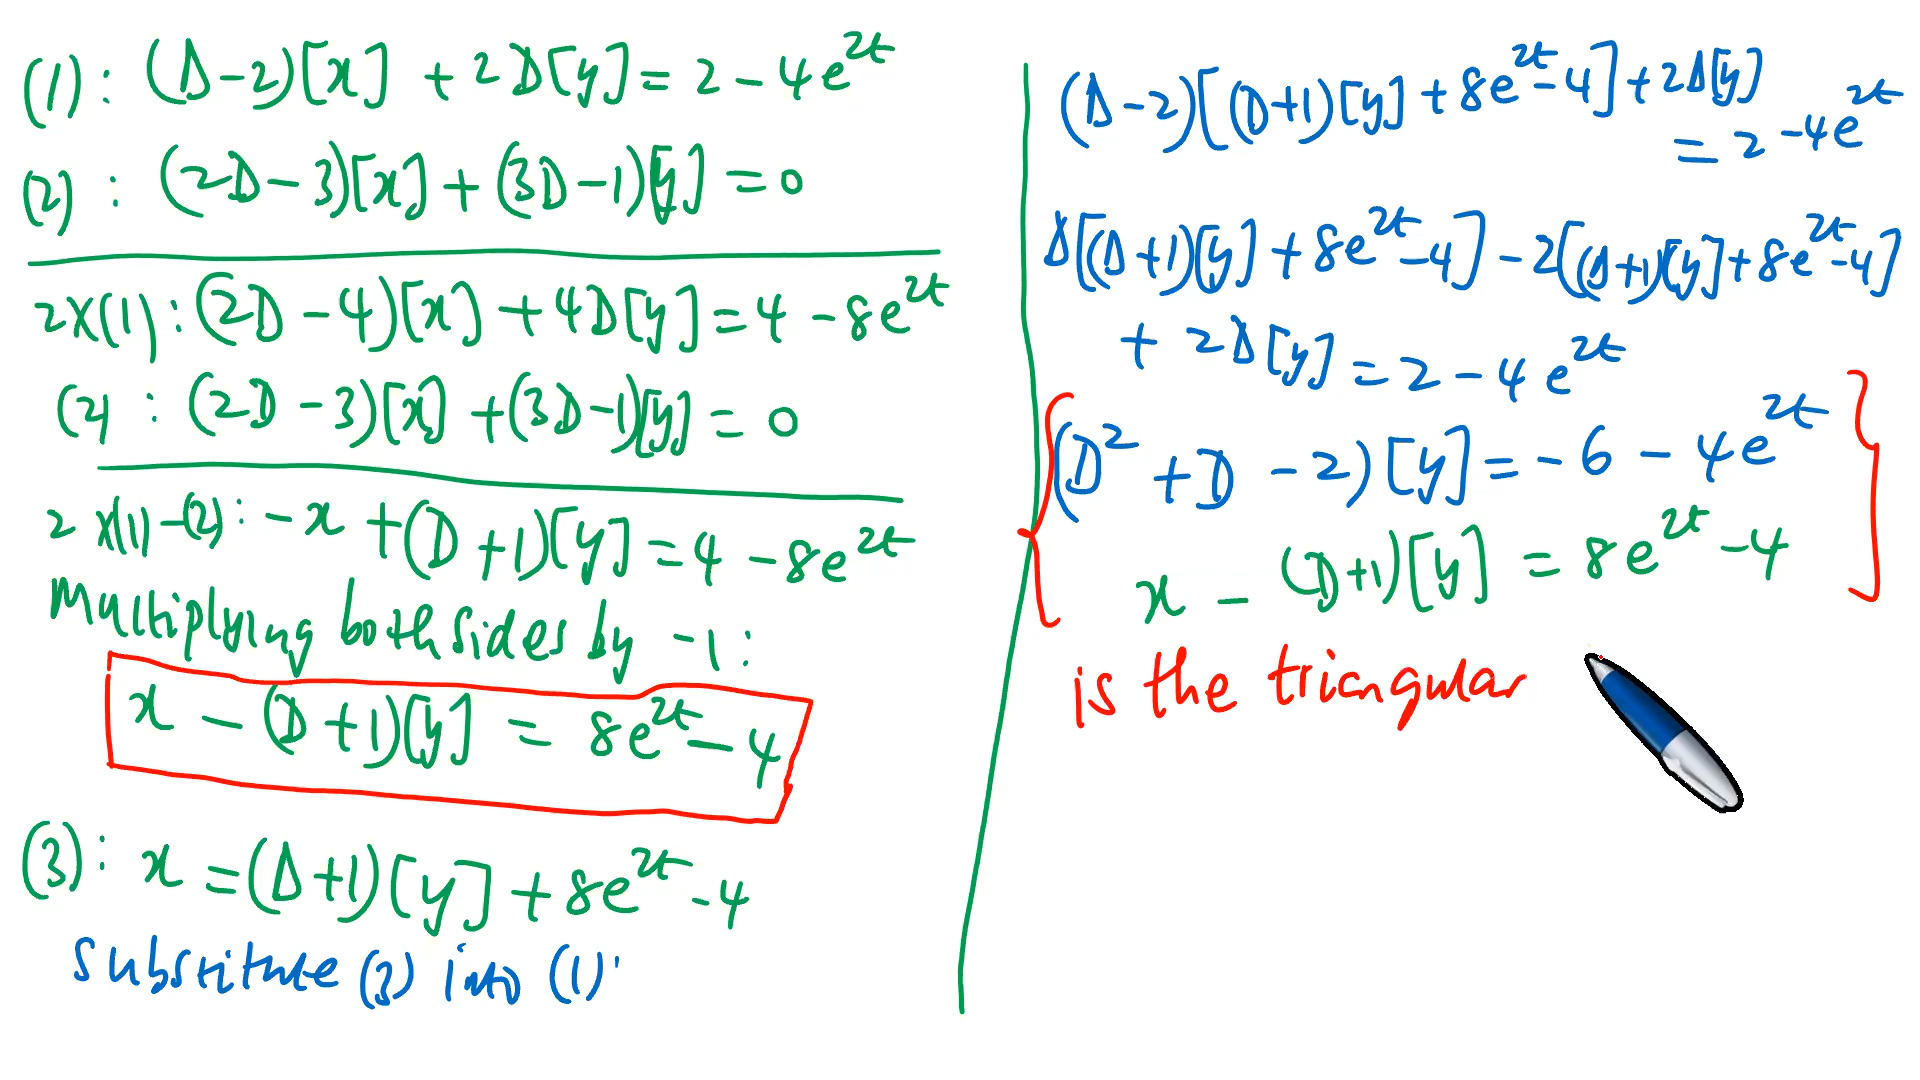 (1): (D-2)[x] + 2D[y] = 2 - 4e^{2t}
(2): (2D-3)[x] + (3D-1)[y] = 0
2x(1): (2D-4)[x] + 4D[y] = 4 - 8e^{2t}
(2): (2D-3)[x] + (3D-1)[y] = 0
2x(1)-(2): -x + (D+1)[y] = 4 - 8e^{2t}
Multiplying both sides by -1:
x - (D+1)[y] = 8e^{2t} - 4
(3): x = (D+1)[y] + 8e^{2t} - 4
Substitute (3) into (1)'
(D-2)[(D+1)[y] + 8e^{2t} - 4] + 2D[y]
= 2 - 4e^{2t}
D[(D+1)[y] + 8e^{2t} - 4] - 2[(D+1)[y] + 8e^{2t} - 4]
+ 2D[y] = 2 - 4e^{2t}
(D^2 + D - 2)[y] = -6 - 4e^{2t}
x - (D+1)[y] = 8e^{2t} - 4
is the triangular